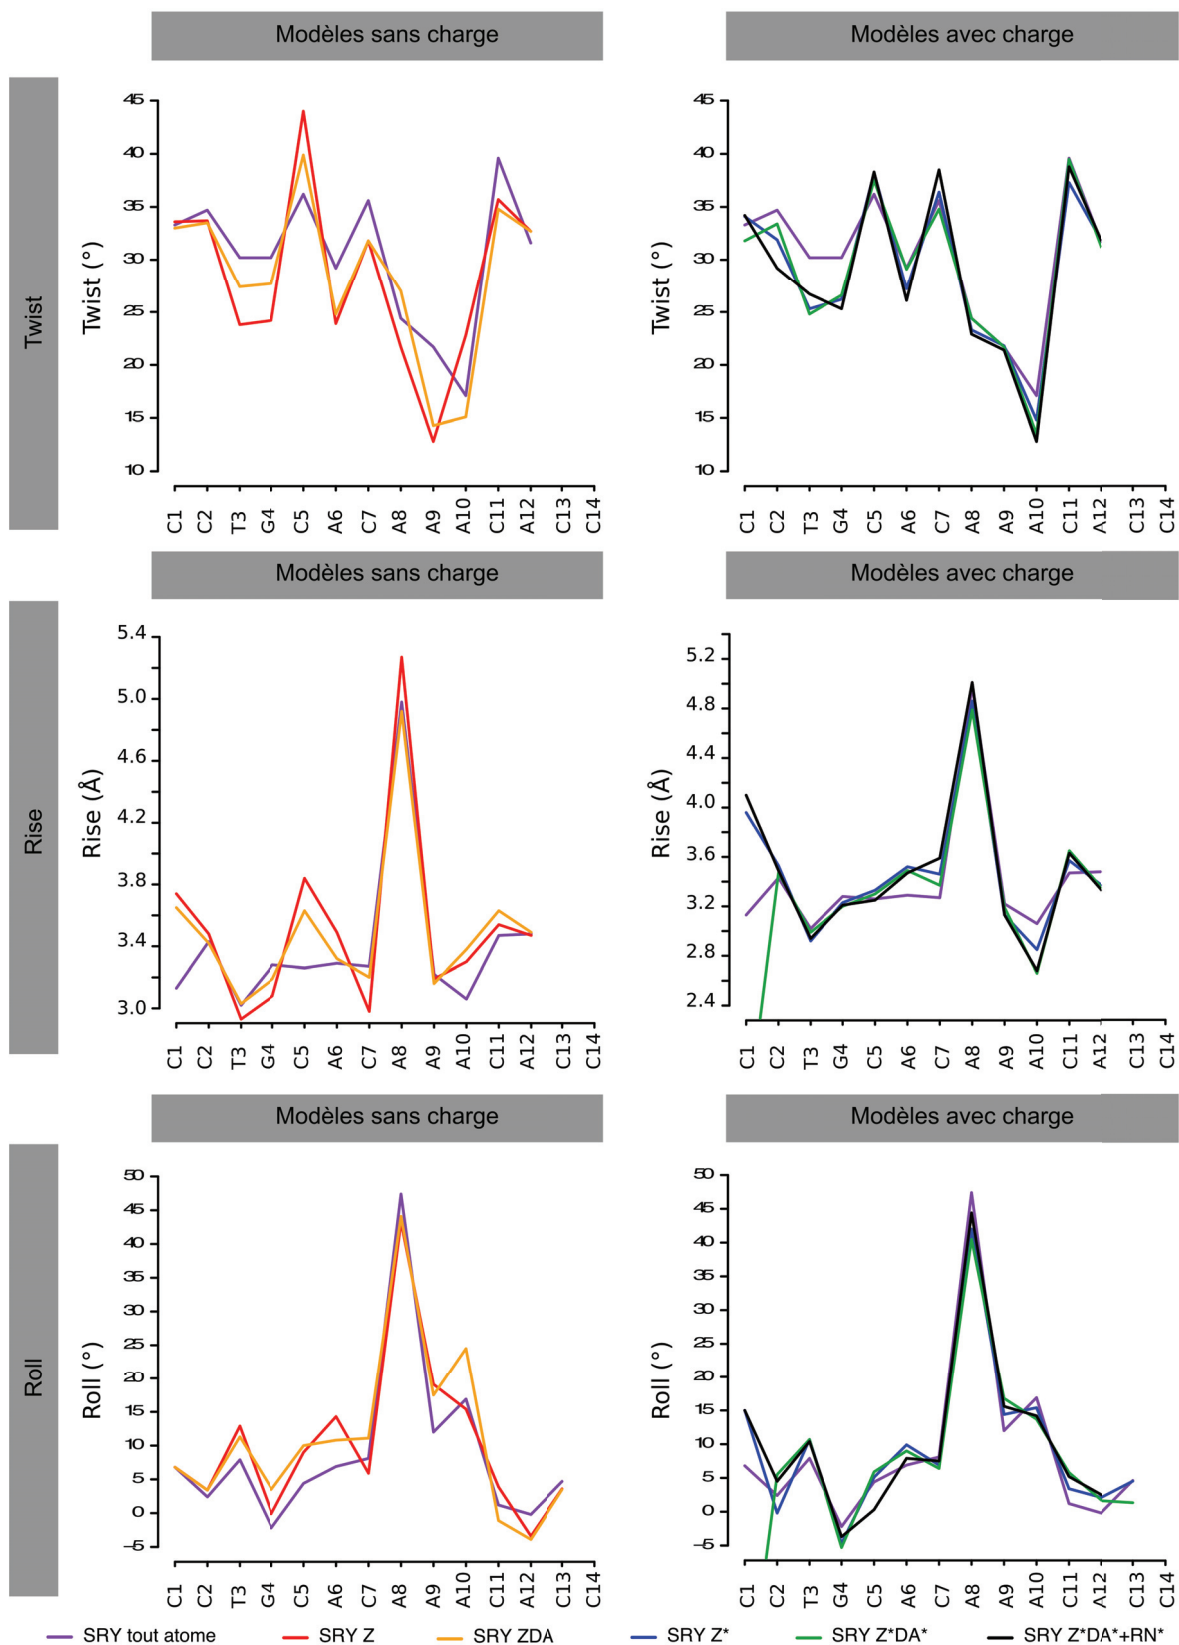 Modèles sans charge
Modèles avec charge
Twist
Twist (°)
45
40
35
30
25
20
15
10
C1 C2 T3 G4 C5 A6 C7 A8 A9 A10 C11 A12 C13 C14
Twist (°)
45
40
35
30
25
20
15
10
C1 C2 T3 G4 C5 A6 C7 A8 A9 A10 C11 A12 C13 C14
Modèles sans charge
Modèles avec charge
Rise
Rise (Å)
5.4
5.0
4.6
4.2
3.8
3.4
3.0
C1 C2 T3 G4 C5 A6 C7 A8 A9 A10 C11 A12 C13 C14
Rise (Å)
5.2
4.8
4.4
4.0
3.6
3.2
2.8
2.4
C1 C2 T3 G4 C5 A6 C7 A8 A9 A10 C11 A12 C13 C14
Modèles sans charge
Modèles avec charge
Roll
Roll (°)
50
45
40
35
30
25
20
15
10
5
0
−5
C1 C2 T3 G4 C5 A6 C7 A8 A9 A10 C11 A12 C13 C14
Roll (°)
50
45
40
35
30
25
20
15
10
5
0
−5
C1 C2 T3 G4 C5 A6 C7 A8 A9 A10 C11 A12 C13 C14
SRY tout atome SRY Z SRY ZDA SRY Z* SRY Z*DA* SRY Z*DA*+RN*